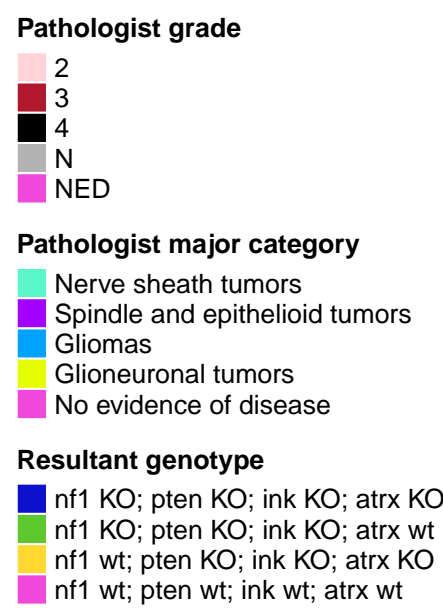 Pathologist grade
2
3
4
N
NED
Pathologist major category
Nerve sheath tumors
Spindle and epithelioid tumors
Gliomas
Glioneuronal tumors
No evidence of disease
Resultant genotype
nf1 KO; pten KO; ink KO; atrx KO
nf1 KO; pten KO; ink KO; atrx wt
nf1 wt; pten KO; ink KO; atrx KO
nf1 wt; pten wt; ink wt; atrx wt